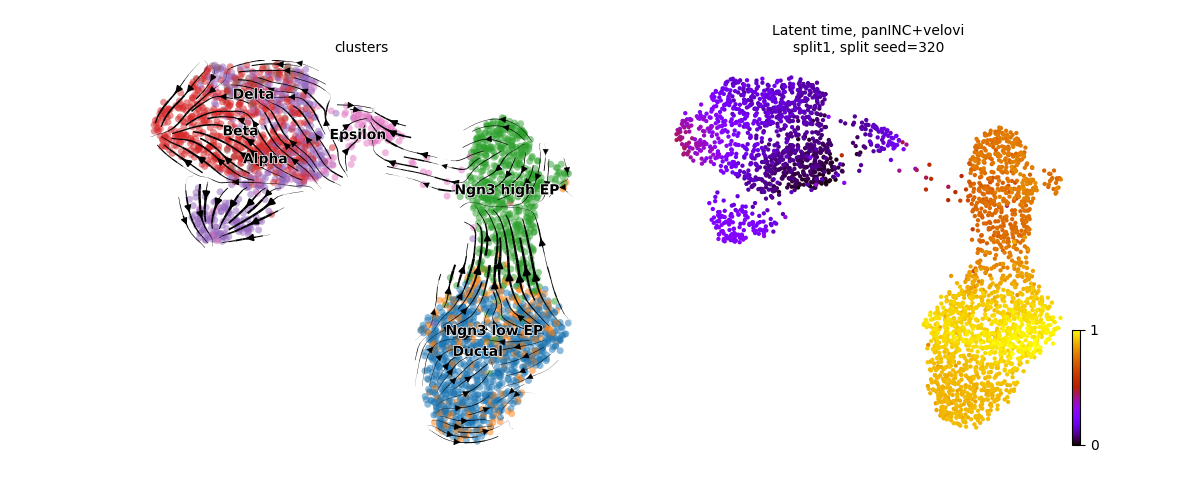 clusters
Delta
Beta
Alpha
Epsilon
Ngn3 high EP
Ngn3 low EP
Ductal
Latent time, panINC+velovi
split1, split seed=320
1
0